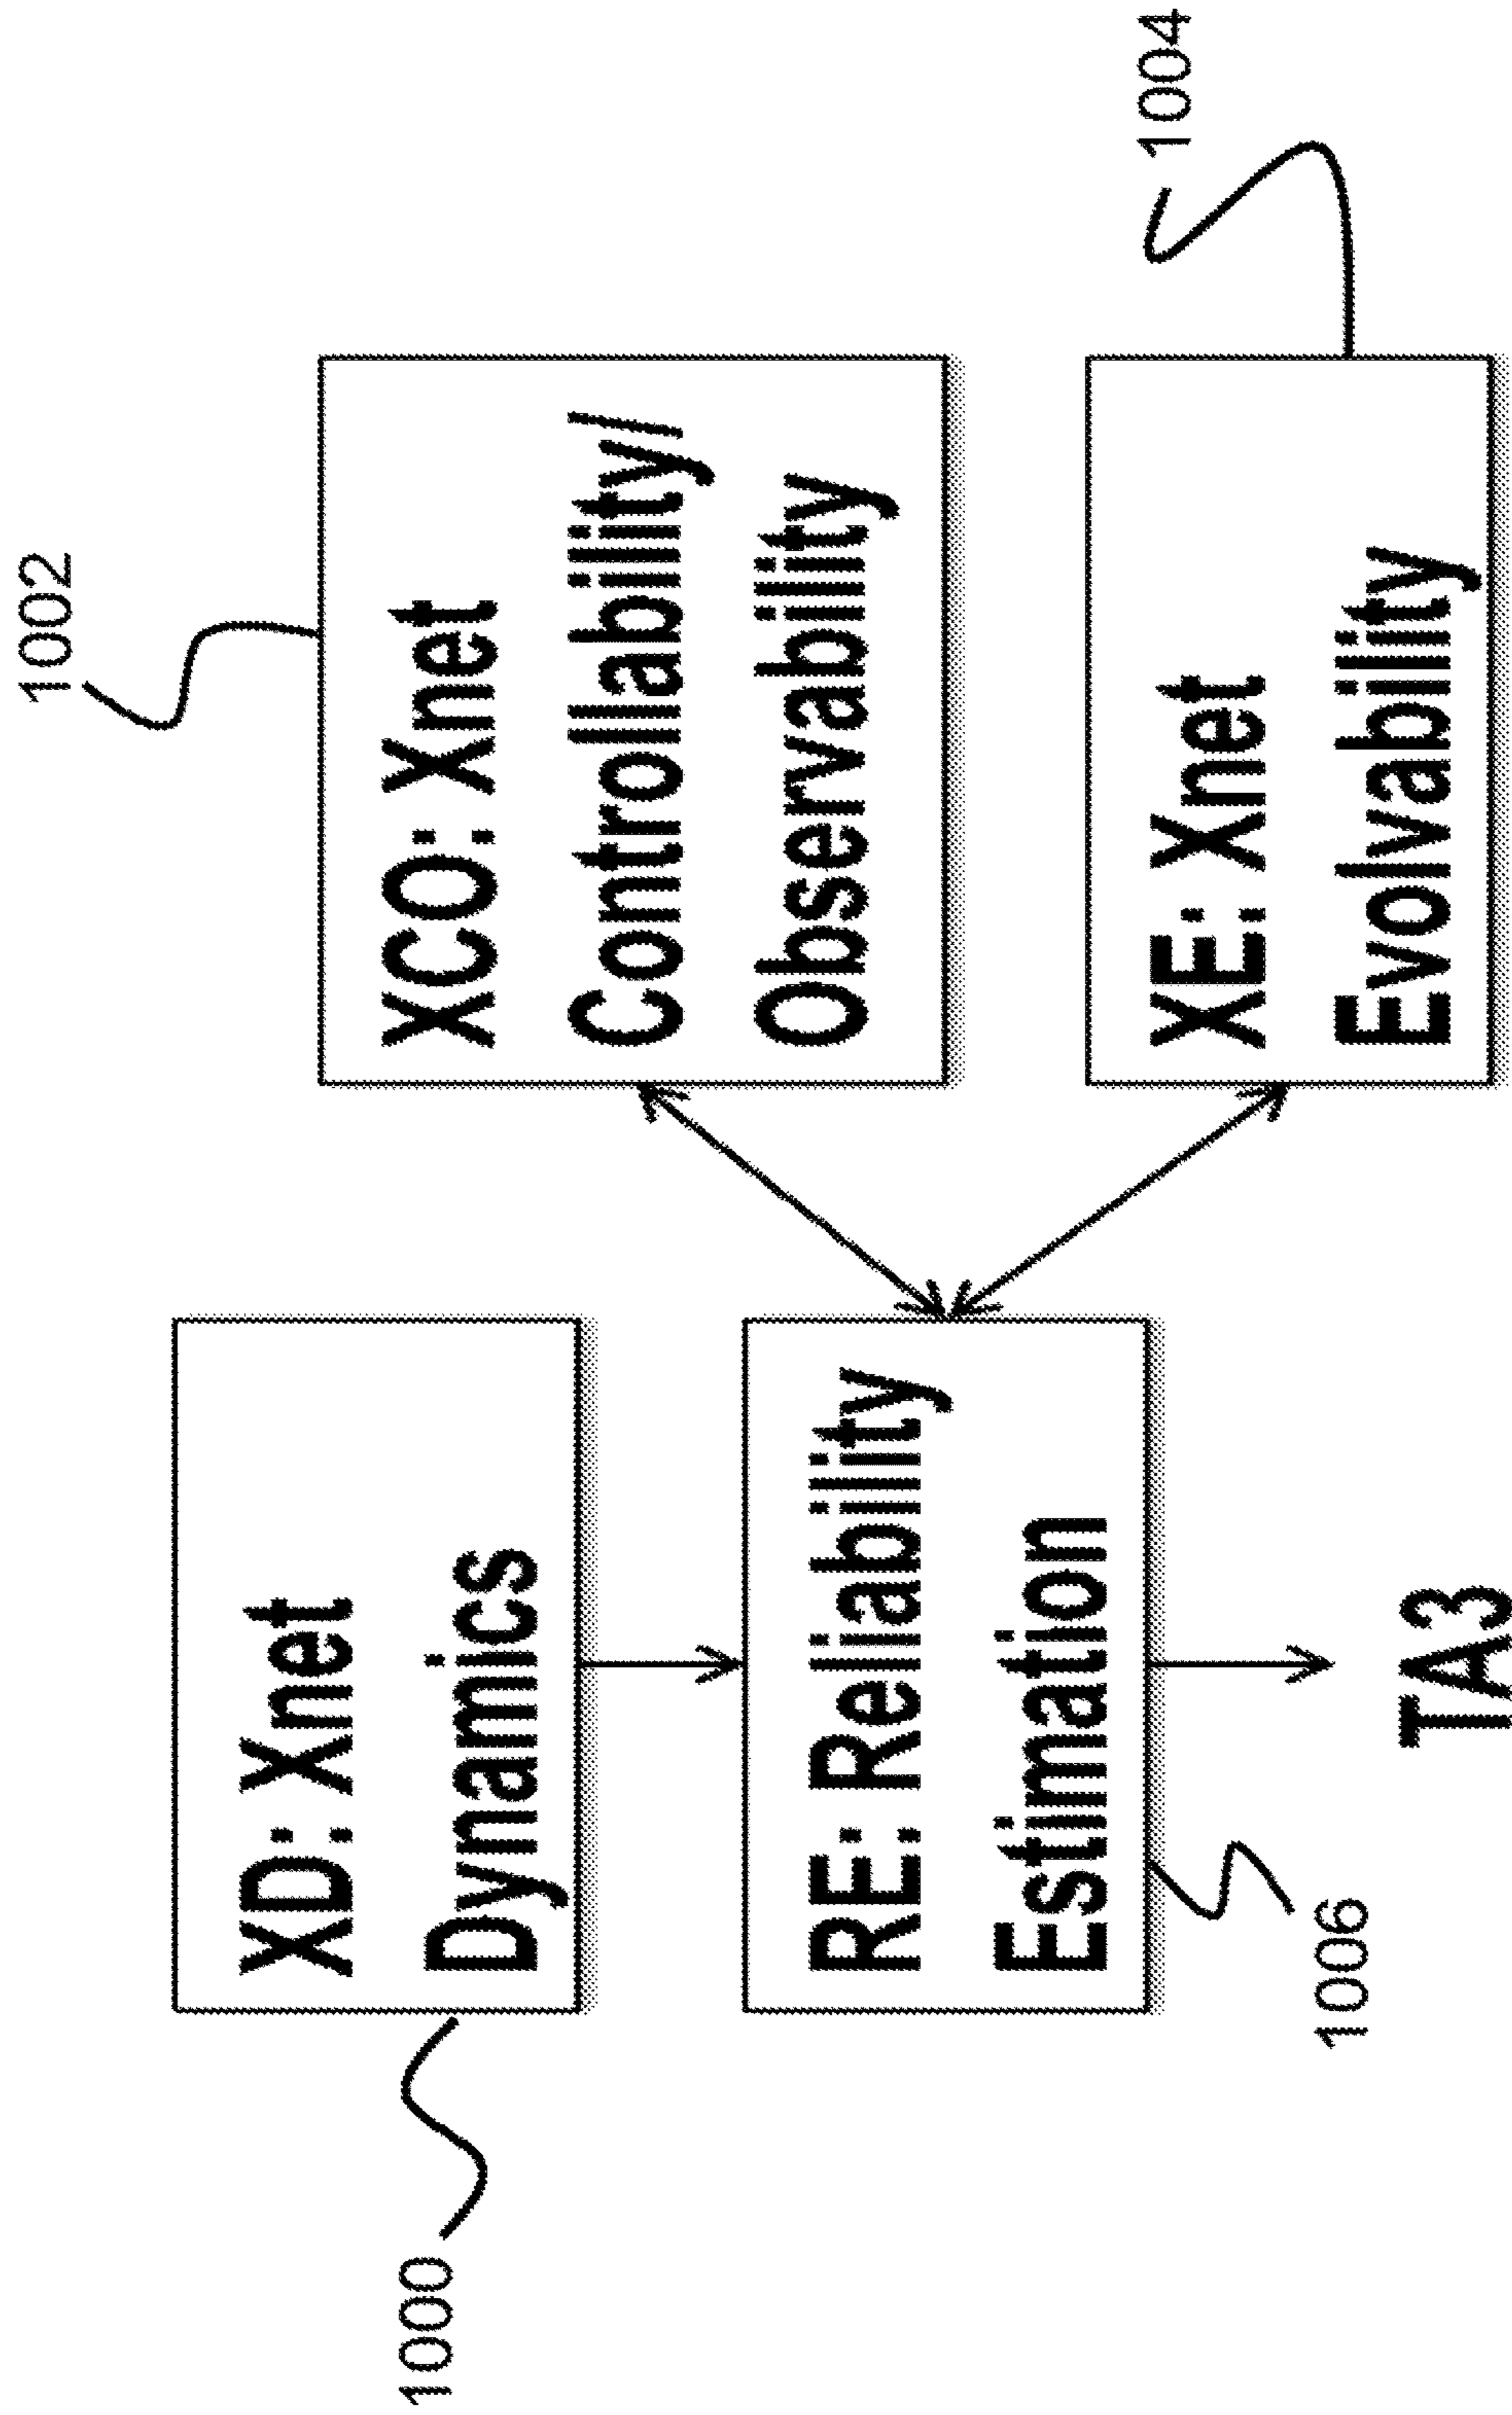 1000
XD: Xnet
Dynamics
RE: Reliability
Estimation
1006
TA3
1002
XCO: Xnet
Controllability/
Observability
XE: Xnet
Evolvability
1004